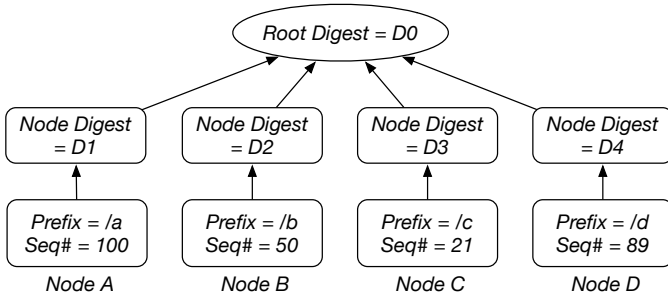 Root Digest = D0
Node Digest
= D1
Node Digest
= D2
Node Digest
= D3
Node Digest
= D4
Prefix = /a
Seq# = 100
Prefix = /b
Seq# = 50
Prefix = /c
Seq# = 21
Prefix = /d
Seq# = 89
Node A
Node B
Node C
Node D